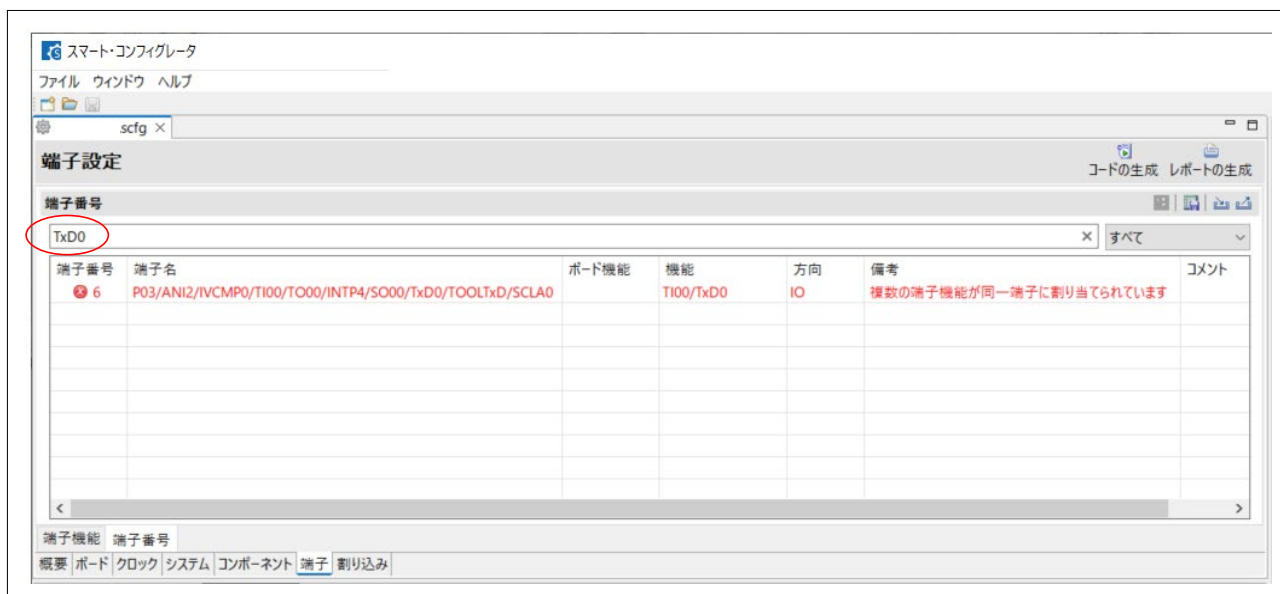 スマート・コンフィグレータ
ファイル ウィンドウ ヘルプ
scfg
端子設定
コードの生成 レポートの生成
端子番号
TxD0 すべて
端子番号 端子名 ボード機能 機能 方向 備考 コメント
6 P03/ANI2/IVCMP0/TI00/TO00/INTP4/SO00/TxD0/TOOLTxD/SCLA0 TI00/TxD0 IO 複数の端子機能が同一端子に割り当てられています
端子機能 端子番号
概要 ボード クロック システム コンポーネント 端子 割り込み